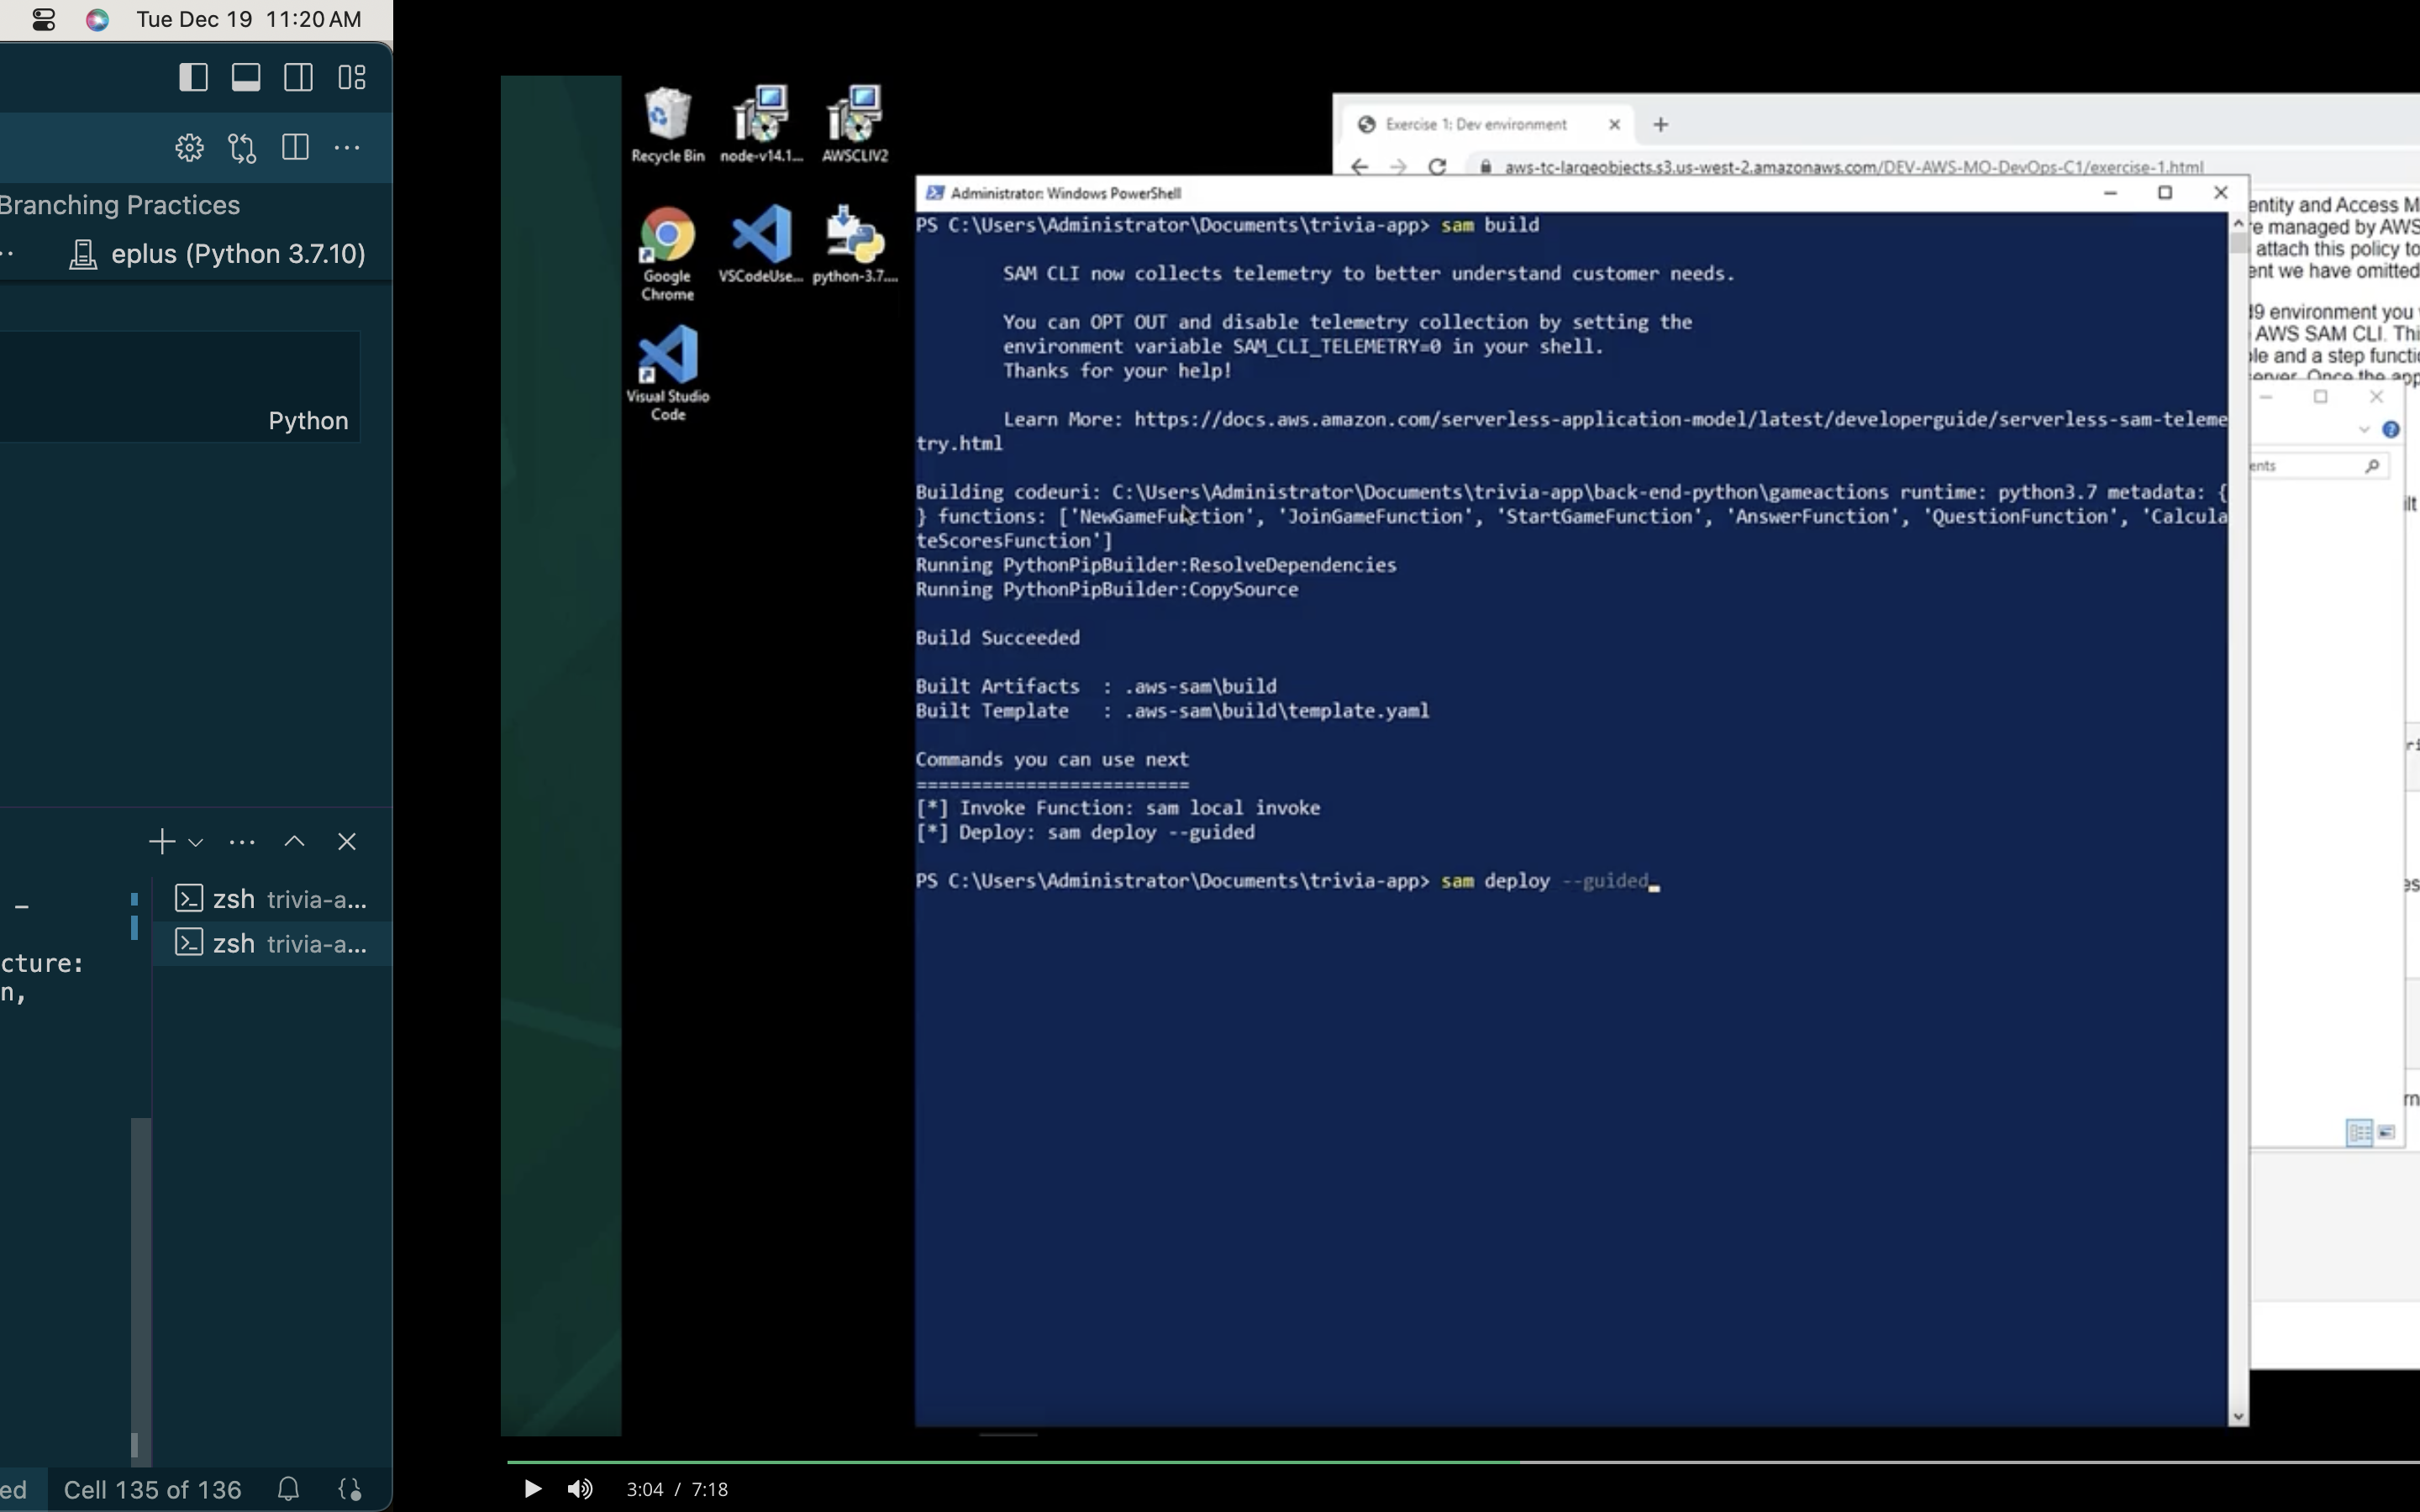 Tue Dec 19 11:20 AM
Branching Practices
eplus (Python 3.7.10)
Python
zsh trivia-a...
zsh trivia-a...
cture:
n,
ed
Cell 135 of 136
Recycle Bin
node-v14.1...
AWSCLIV2
Google
Chrome
VSCodeUse...
python-3.7....
Visual Studio
Code
Exercise 1: Dev environment
aws-tc-largeobjects.s3.us-west-2.amazonaws.com/DEV-AWS-MO-DevOps-C1/exercise-1.html
Administrator: Windows PowerShell
PS C:\Users\Administrator\Documents\trivia-app> sam build
SAM CLI now collects telemetry to better understand customer needs.
You can OPT OUT and disable telemetry collection by setting the
environment variable SAM_CLI_TELEMETRY=0 in your shell.
Thanks for your help!
Learn More: https://docs.aws.amazon.com/serverless-application-model/latest/developerguide/serverless-sam-teleme
try.html
Building codeuri: C:\Users\Administrator\Documents\trivia-app\back-end-python\gameactions runtime: python3.7 metadata: {
} functions: ['NewGameFunction', 'JoinGameFunction', 'StartGameFunction', 'AnswerFunction', 'QuestionFunction', 'Calcula
teScoresFunction']
Running PythonPipBuilder:ResolveDependencies
Running PythonPipBuilder:CopySource
Build Succeeded
Built Artifacts : .aws-sam\build
Built Template : .aws-sam\build\template.yaml
Commands you can use next
=========================
[*] Invoke Function: sam local invoke
[*] Deploy: sam deploy --guided
PS C:\Users\Administrator\Documents\trivia-app> sam deploy --guided
entity and Access M
re managed by AWS
attach this policy to
ent we have omitted
environment you
AWS SAM CLI. Thi
ole and a step functi
Once the app
ents
3:04 / 7:18